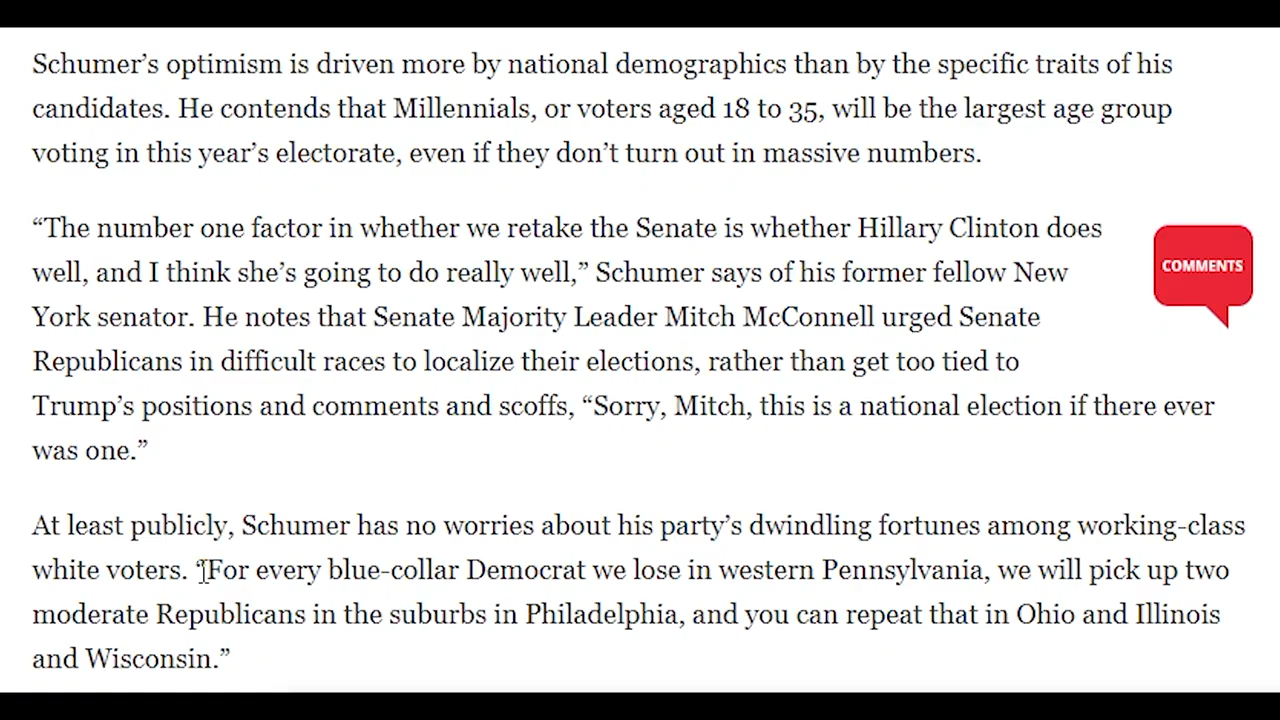 Schumer’s optimism is driven more by national demographics than by the specific traits of his
candidates. He contends that Millennials, or voters aged 18 to 35, will be the largest age group
voting in this year’s electorate, even if they don’t turn out in massive numbers.
“The number one factor in whether we retake the Senate is whether Hillary Clinton does
well, and I think she’s going to do really well,” Schumer says of his former fellow New
York senator. He notes that Senate Majority Leader Mitch McConnell urged Senate
Republicans in difficult races to localize their elections, rather than get too tied to
Trump’s positions and comments and scoffs, “Sorry, Mitch, this is a national election if there ever
was one.”
COMMENTS
At least publicly, Schumer has no worries about his party’s dwindling fortunes among working-class
white voters. “For every blue-collar Democrat we lose in western Pennsylvania, we will pick up two
moderate Republicans in the suburbs in Philadelphia, and you can repeat that in Ohio and Illinois
and Wisconsin.”